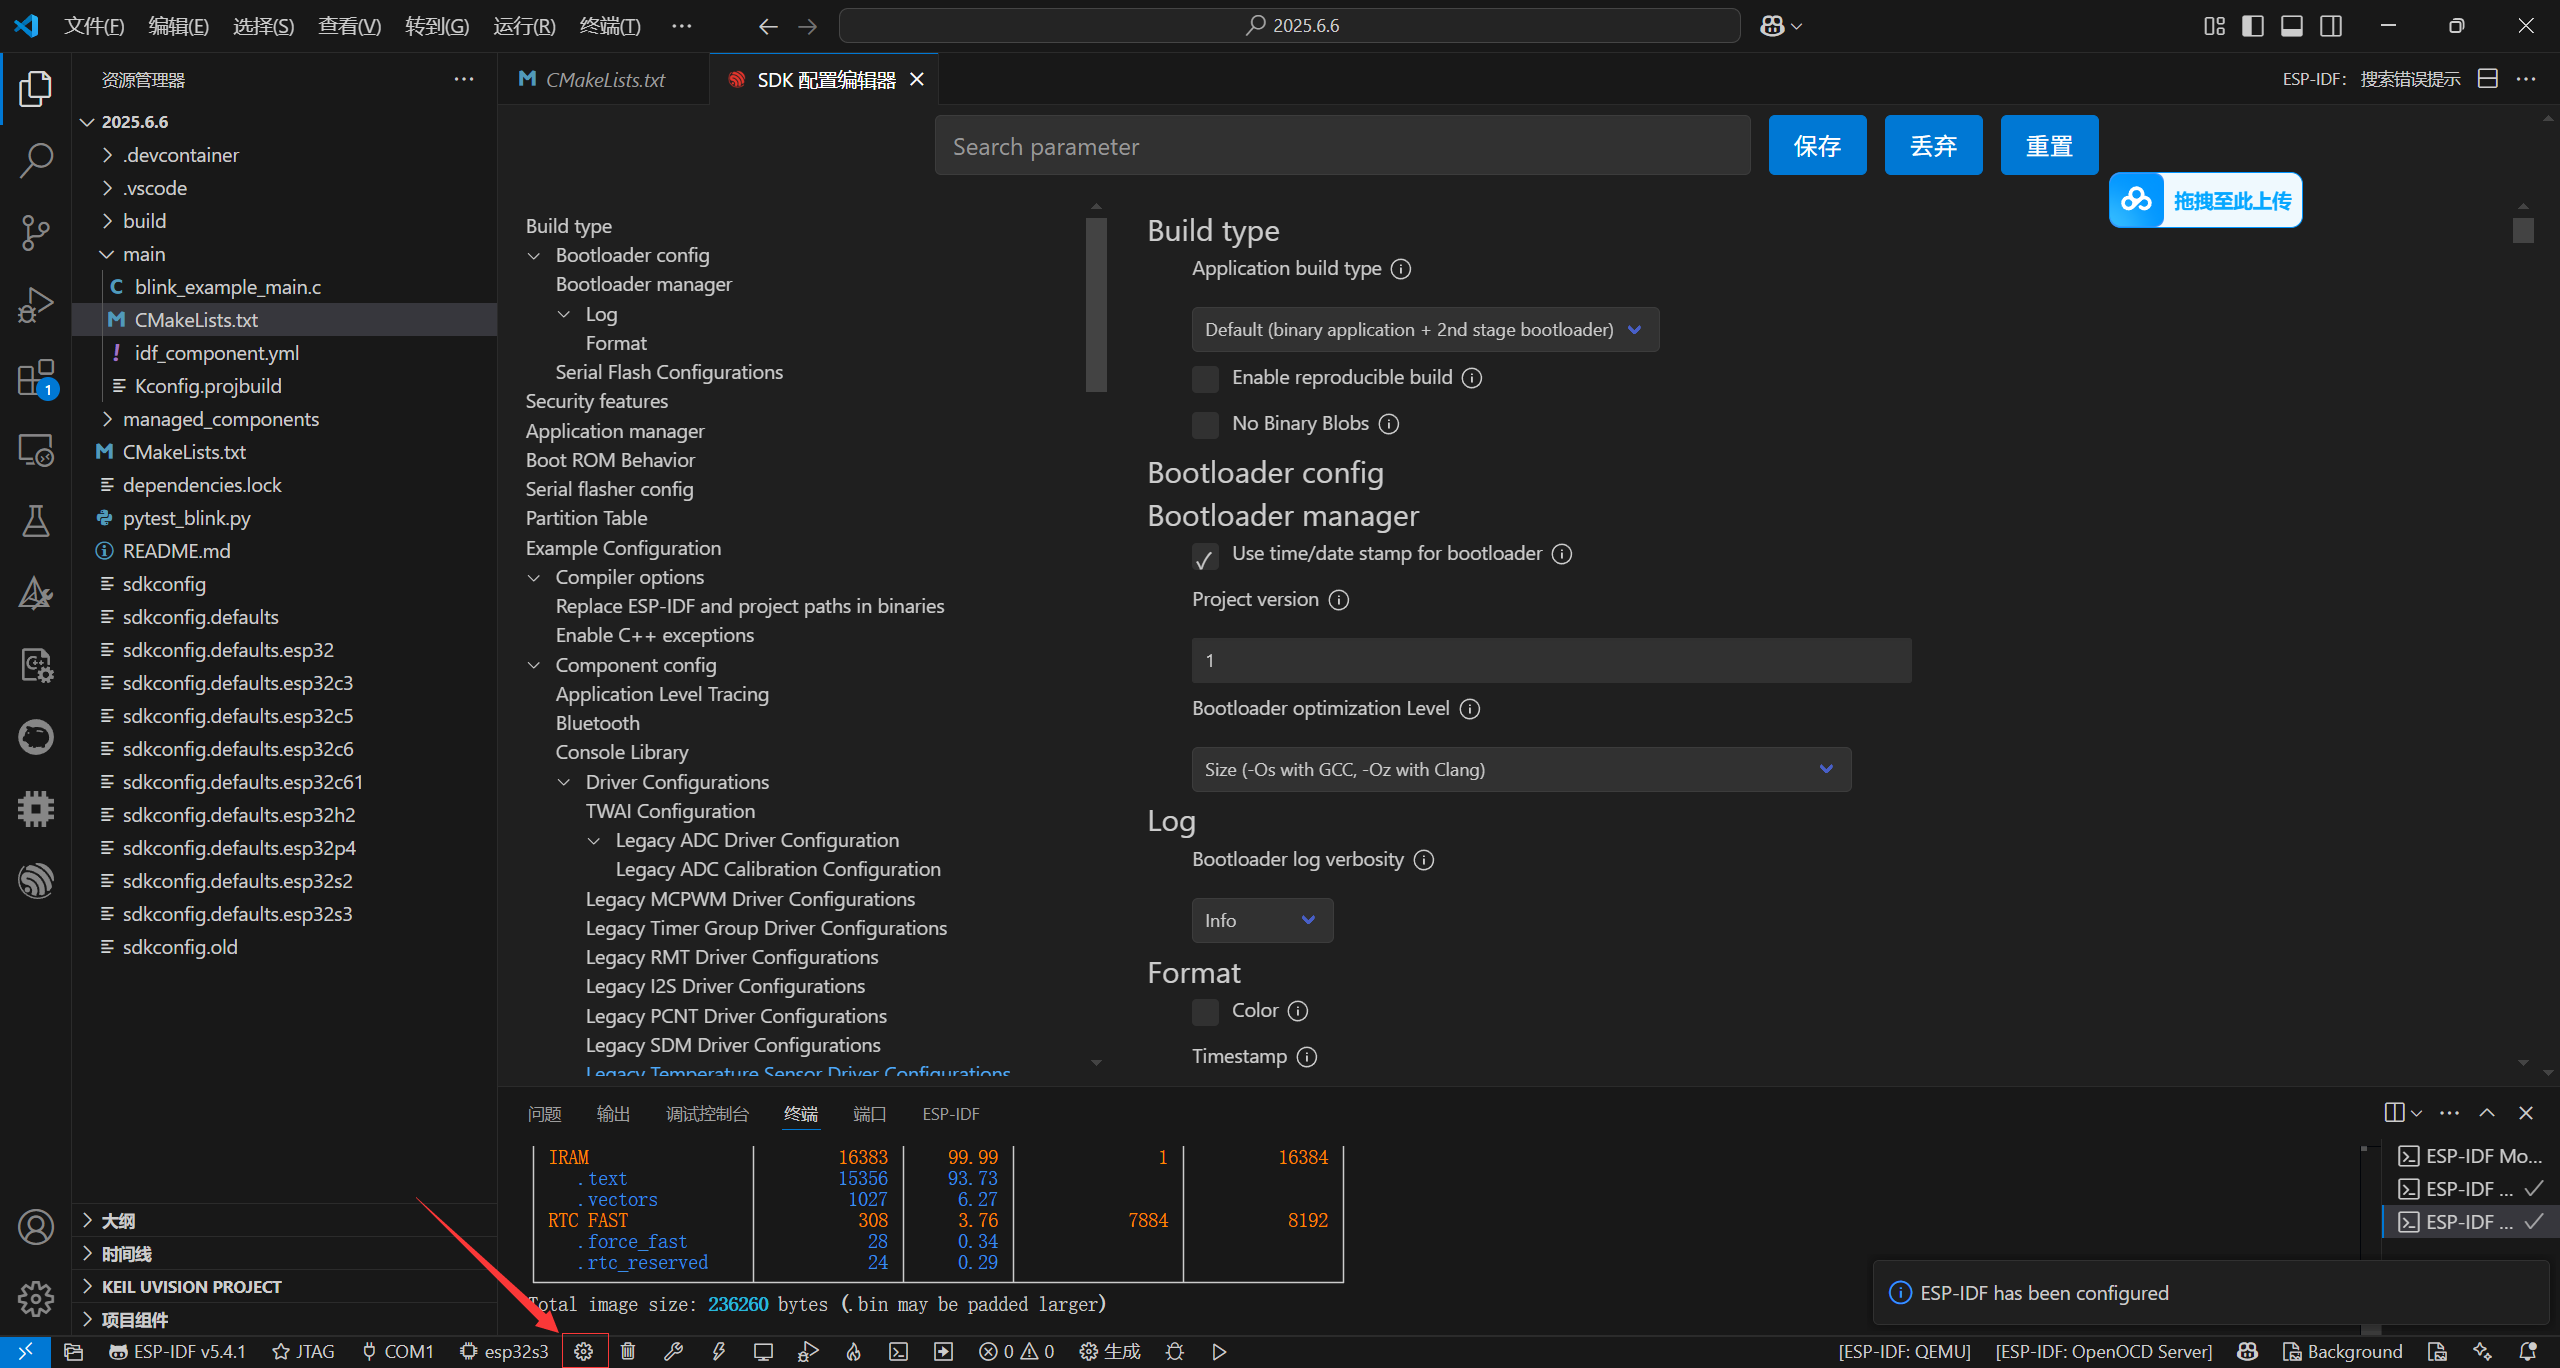 文件(F) 编辑(E) 选择(S) 查看(V) 转到(G) 运行(R) 终端(T) ··· 2025.6.6
资源管理器 ···
CMakeLists.txt SDK 配置编辑器
ESP-IDF: 搜索错误提示 ···
2025.6.6
.devcontainer
.vscode
build
main
blink_example_main.c
CMakeLists.txt
idf_component.yml
Kconfig.projbuild
managed_components
CMakeLists.txt
dependencies.lock
pytest_blink.py
README.md
sdkconfig
sdkconfig.defaults
sdkconfig.defaults.esp32
sdkconfig.defaults.esp32c3
sdkconfig.defaults.esp32c5
sdkconfig.defaults.esp32c6
sdkconfig.defaults.esp32c61
sdkconfig.defaults.esp32h2
sdkconfig.defaults.esp32p4
sdkconfig.defaults.esp32s2
sdkconfig.defaults.esp32s3
sdkconfig.old
1
大纲
时间线
KEIL UVISION PROJECT
项目组件
Search parameter 保存 丢弃 重置
拖拽至此上传
Build type
Bootloader config
Bootloader manager
Log
Format
Serial Flash Configurations
Security features
Application manager
Boot ROM Behavior
Serial flasher config
Partition Table
Example Configuration
Compiler options
Replace ESP-IDF and project paths in binaries
Enable C++ exceptions
Component config
Application Level Tracing
Bluetooth
Console Library
Driver Configurations
TWAI Configuration
Legacy ADC Driver Configuration
Legacy ADC Calibration Configuration
Legacy MCPWM Driver Configurations
Legacy Timer Group Driver Configurations
Legacy RMT Driver Configurations
Legacy I2S Driver Configurations
Legacy PCNT Driver Configurations
Legacy SDM Driver Configurations
Legacy Temperature Sensor Driver Configurations
Build type
Application build type
Default (binary application + 2nd stage bootloader)
Enable reproducible build
No Binary Blobs
Bootloader config
Bootloader manager
Use time/date stamp for bootloader
Project version
1
Bootloader optimization Level
Size (-Os with GCC, -Oz with Clang)
Log
Bootloader log verbosity
Info
Format
Color
Timestamp
问题 输出 调试控制台 终端 端口 ESP-IDF
IRAM 16383 99.99 1 16384
.text 15356 93.73
.vectors 1027 6.27
RTC FAST 308 3.76 7884 8192
.force_fast 28 0.34
.rtc_reserved 24 0.29
Total image size: 236260 bytes (.bin may be padded larger)
ESP-IDF Mo...
ESP-IDF ...
ESP-IDF ...
ESP-IDF has been configured
ESP-IDF v5.4.1 JTAG COM1 esp32s3 0 0 生成 [ESP-IDF: QEMU] [ESP-IDF: OpenOCD Server] Background